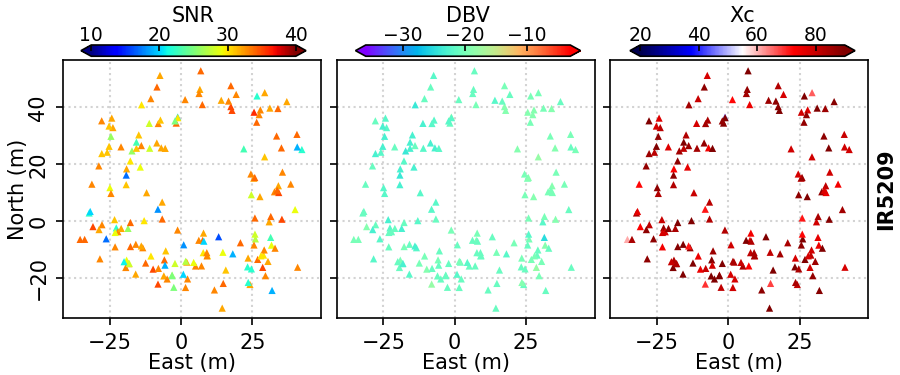 SNR DBV Xc
10 20 30 40 −30 −20 −10 20 40 60 80
North (m)
40
20
0
−20
IR5209
−25 0 25 −25 0 25 −25 0 25
East (m) East (m) East (m)